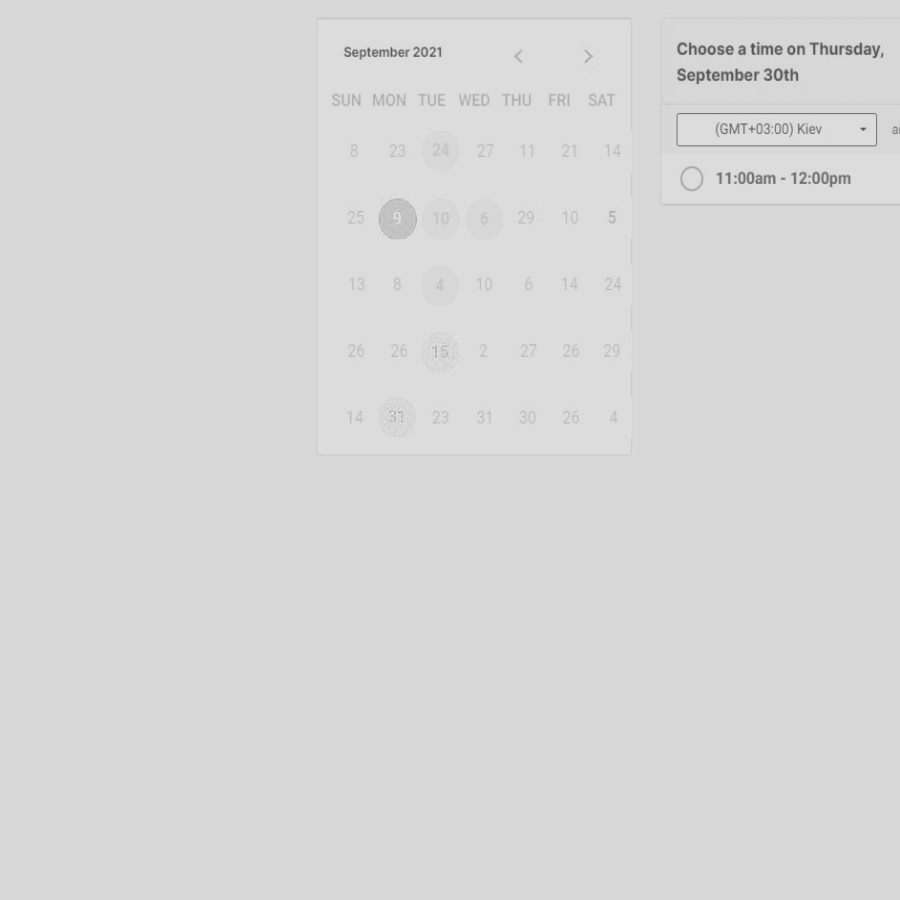 September 2021
SUN MON TUE WED THU FRI SAT
8 23 24 27 11 21 14
25 9 10 6 29 10 5
13 8 4 10 6 14 24
26 26 15 2 27 26 29
14 31 23 31 30 26 4
Choose a time on Thursday,
September 30th
(GMT+03:00) Kiev
11:00am - 12:00pm